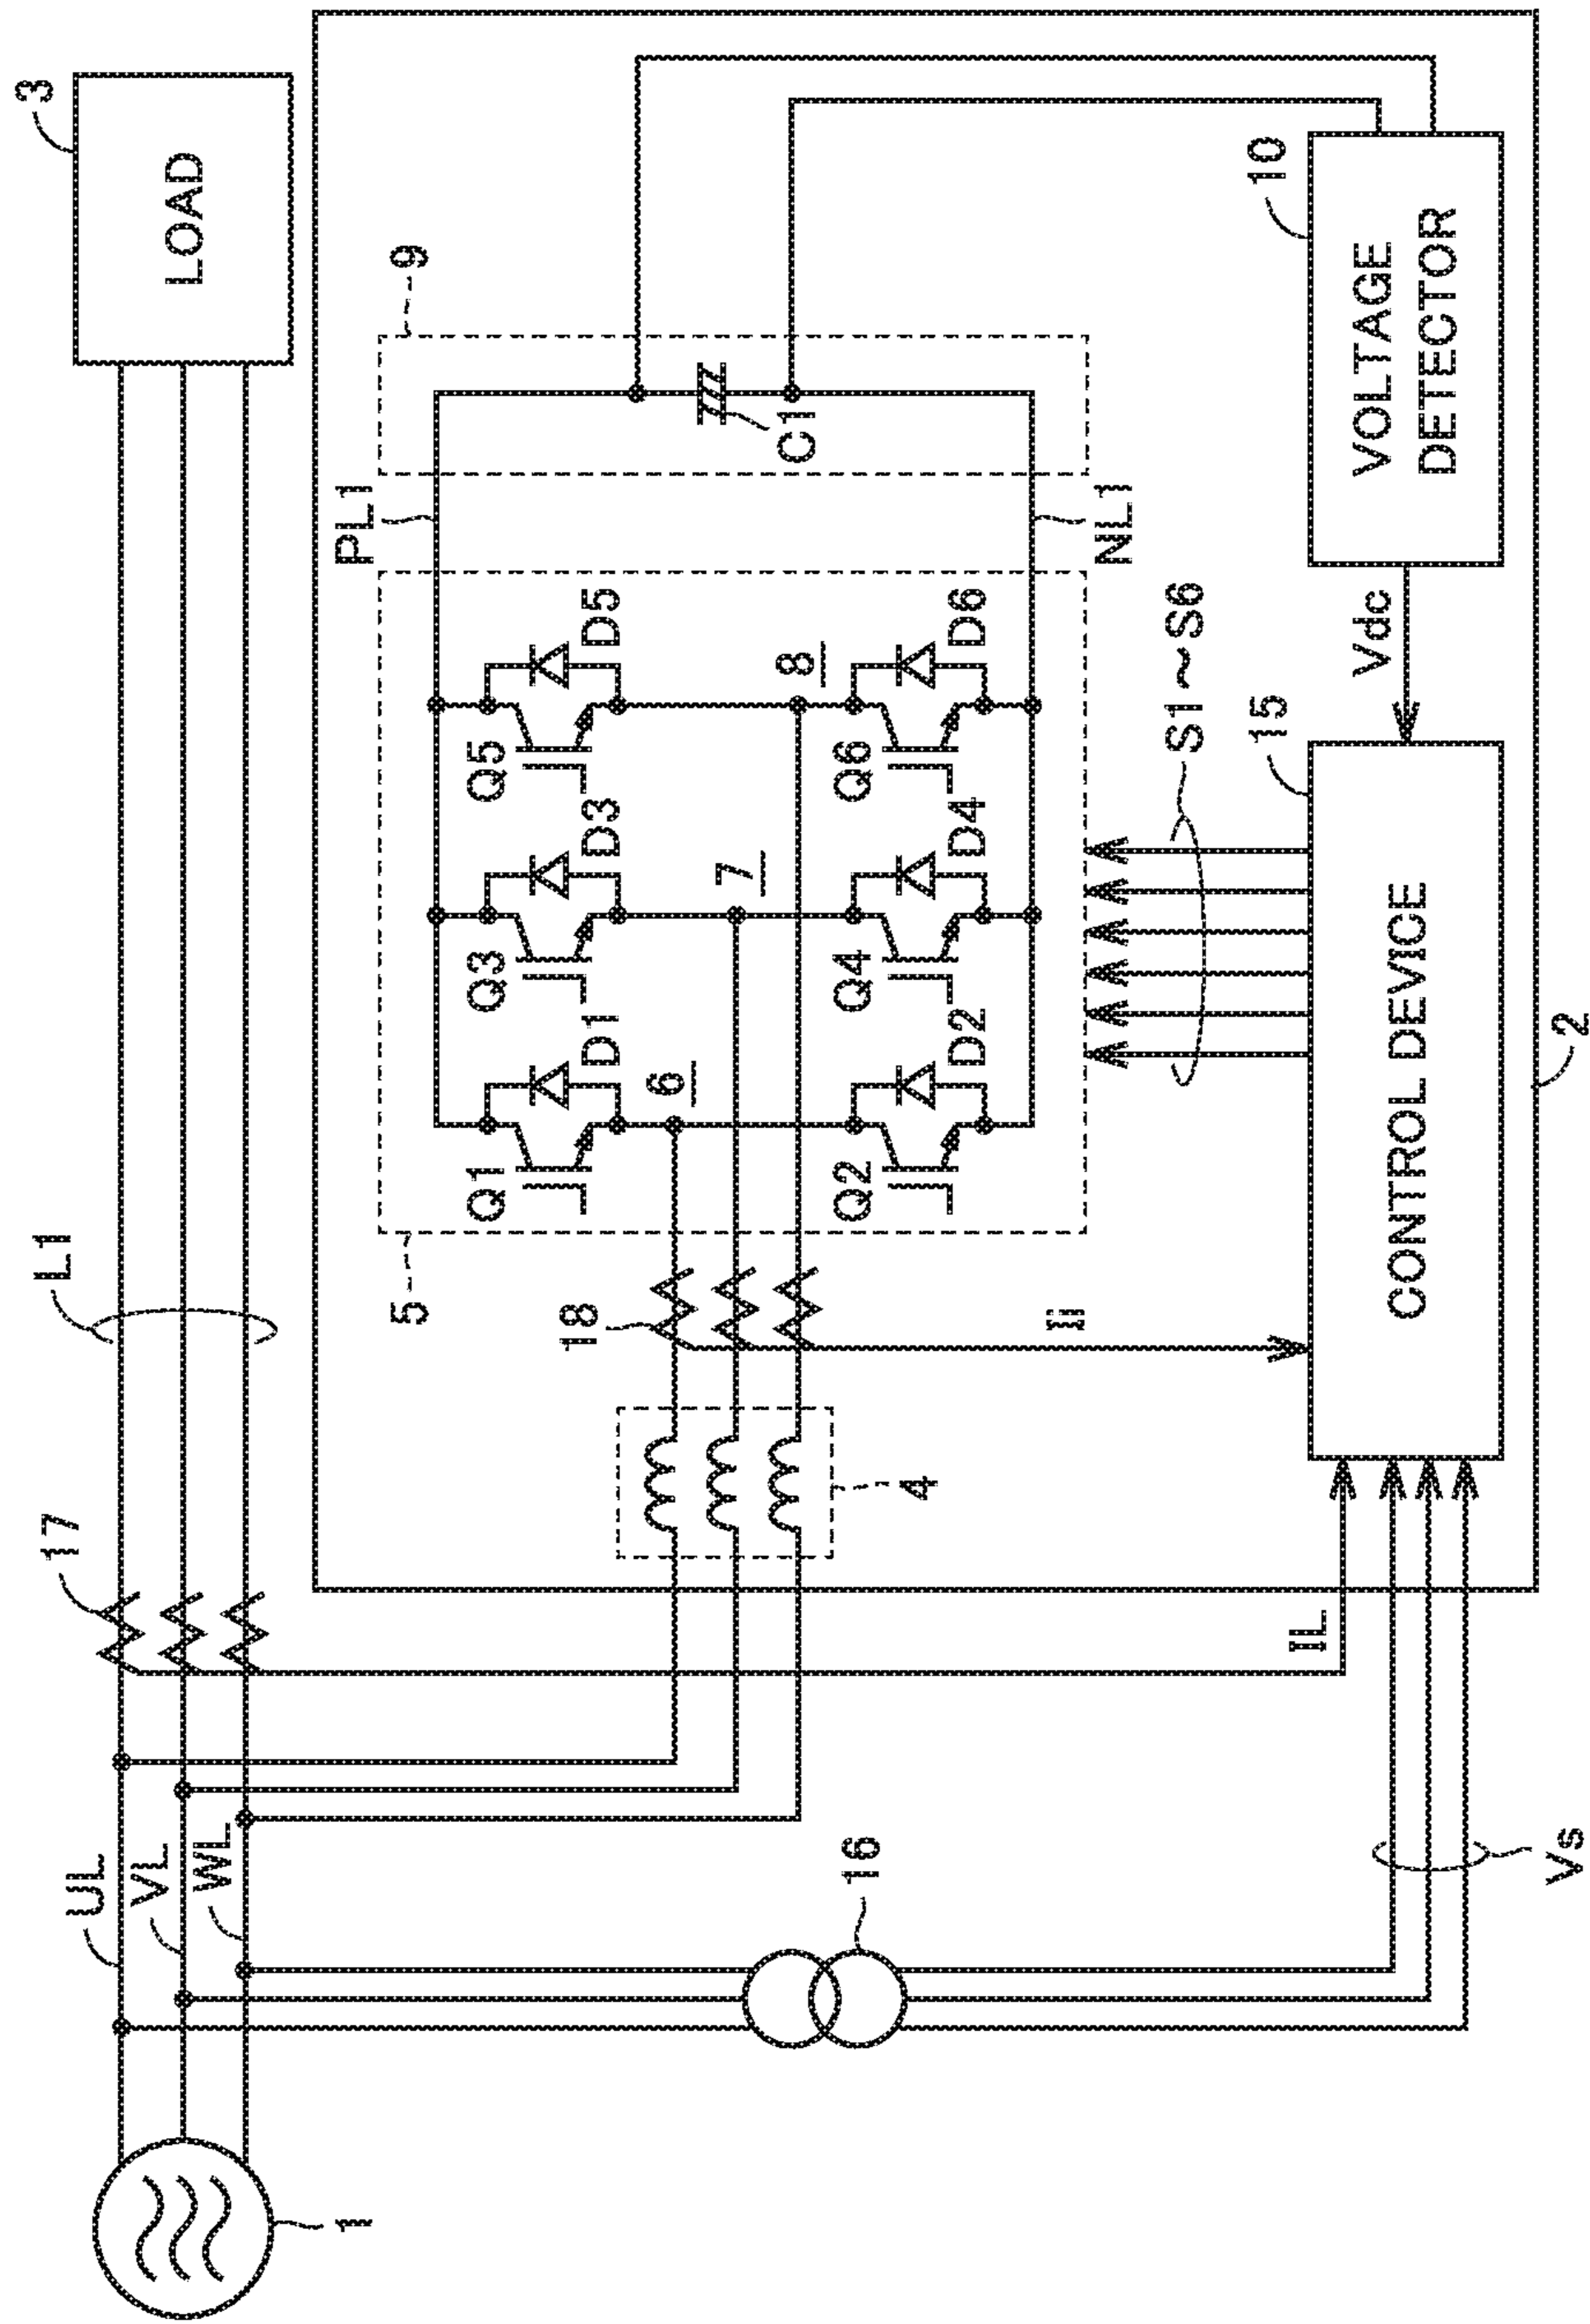 3
LOAD
L1
17
UL
VL
WL
1
9
PL1
NL1
C1
5
Q1
D1
Q3
D3
Q5
D5
6
7
8
Q2
D2
Q4
D4
Q6
D6
18
Ii
4
IL
16
Vs
S1~S6
15
CONTROL DEVICE
Vdc
10
VOLTAGE
DETECTOR
2